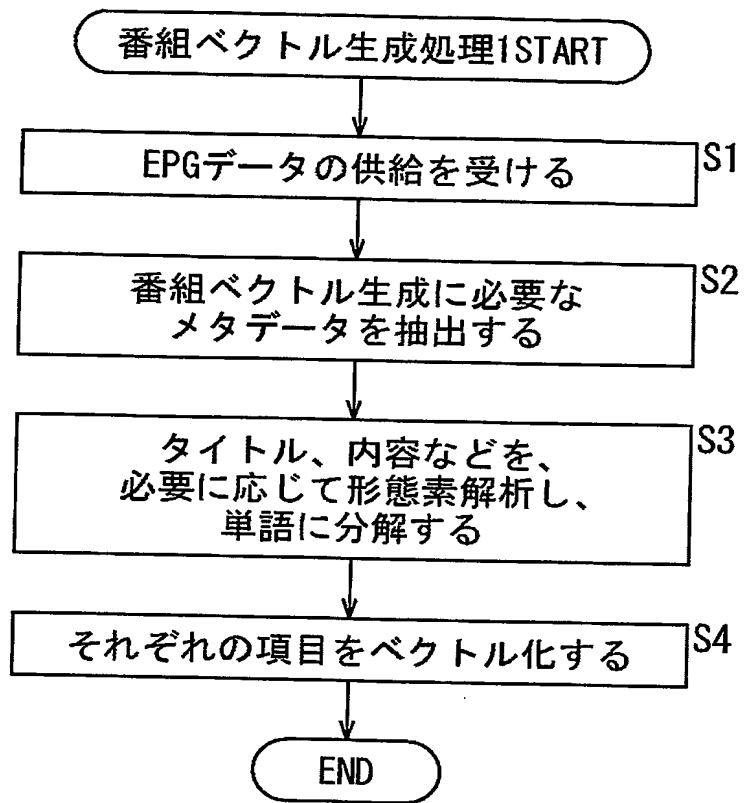 番組ベクトル生成処理1START
EPGデータの供給を受ける
S1
番組ベクトル生成に必要な
メタデータを抽出する
S2
タイトル、内容などを、
必要に応じて形態素解析し、
単語に分解する
S3
それぞれの項目をベクトル化する
S4
END